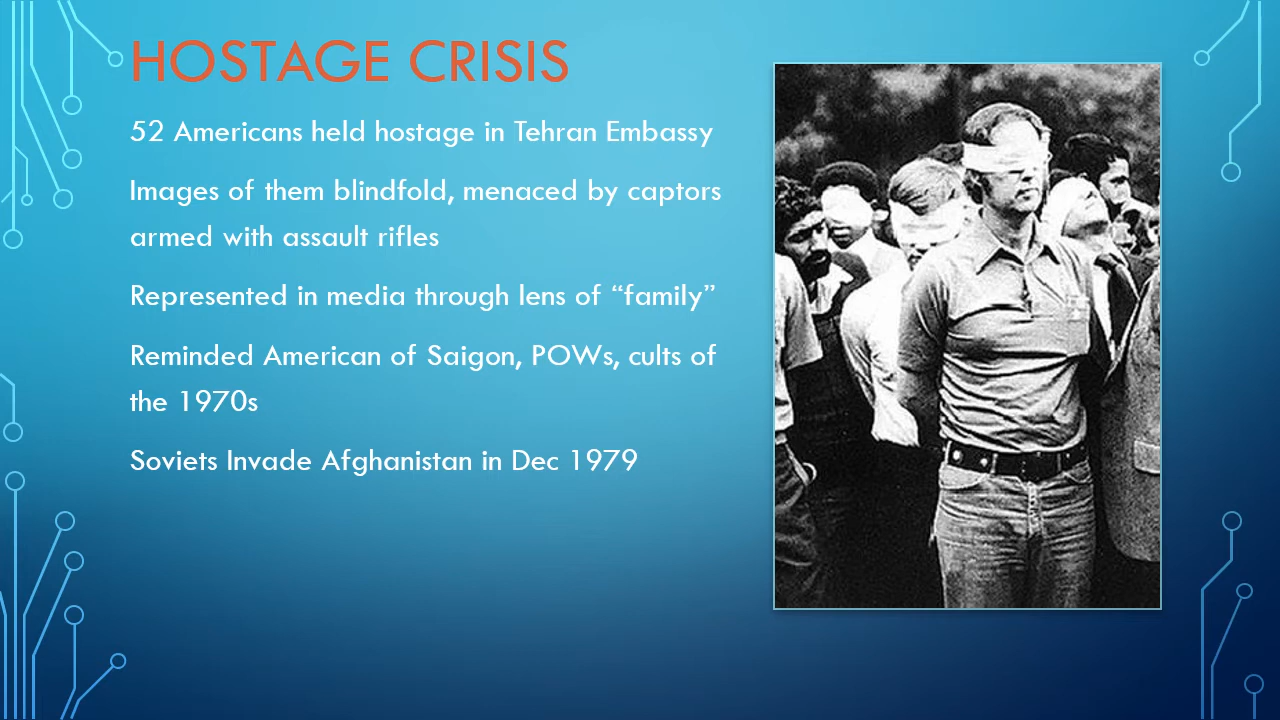 HOSTAGE CRISIS
52 Americans held hostage in Tehran Embassy
Images of them blindfold, menaced by captors
armed with assault rifles
Represented in media through lens of “family”
Reminded American of Saigon, POWs, cults of
the 1970s
Soviets Invade Afghanistan in Dec 1979